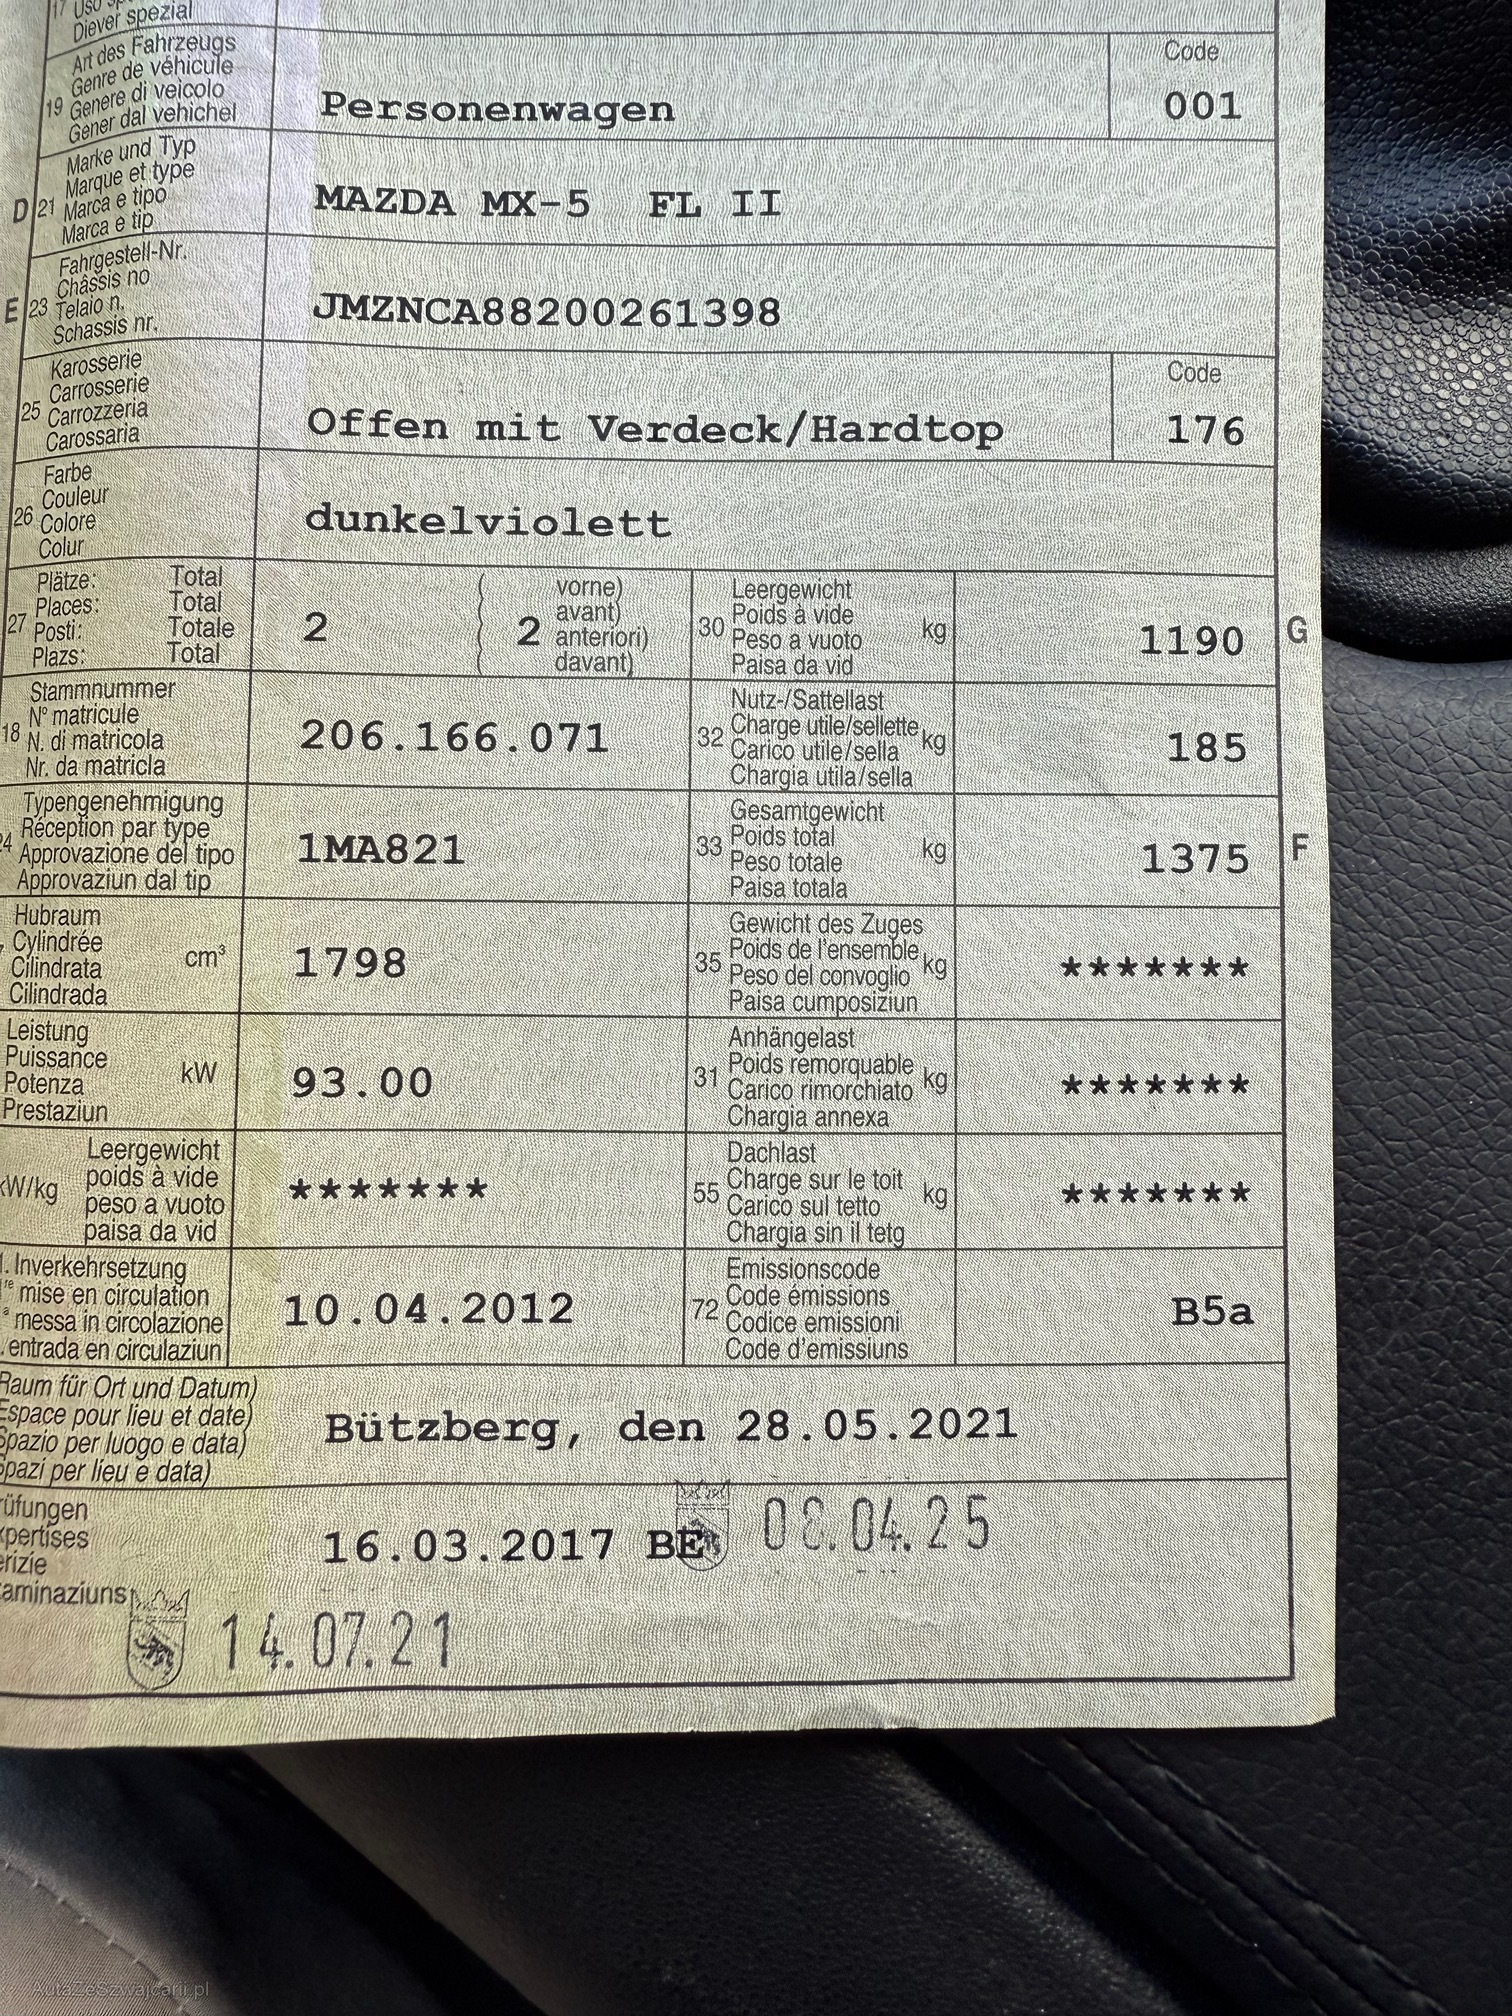 17 Uso
Diever spezial
Art des Fahrzeugs
Genre de véhicule
19 Genere di veicolo
Gener dal vehichel
Personenwagen
Code
001
Marke und Typ
Marque et type
D 21 Marca e tipo
Marca e tip
MAZDA MX-5 FL II
Fahrgestell-Nr.
Châssis no
E 23 Telaio n.
Schassis nr.
JMZNCA88200261398
Karosserie
Carrosserie
25 Carrozzeria
Carossaria
Offen mit Verdeck/Hardtop
Code
176
Farbe
Couleur
26 Colore
Colur
dunkelviolett
Plätze: Total
Places: Total
27 Posti: Totale
Plazs: Total
2
vorne)
avant)
2 anteriori)
davant)
Leergewicht
Poids à vide
30 Peso a vuoto kg
Paisa da vid
1190 G
Stammnummer
N° matricule
18 N. di matricola
Nr. da matricla
206.166.071
Nutz-/Sattellast
Charge utile/sellette
32 Carico utile/sella kg
Chargia utila/sella
185
Typengenehmigung
Réception par type
24 Approvazione del tipo
Approvaziun dal tip
1MA821
Gesamtgewicht
Poids total
33 Peso totale kg
Paisa totala
1375 F
Hubraum
Cylindrée
Cilindrata cm³
Cilindrada
1798
Gewicht des Zuges
Poids de l'ensemble
35 Peso del convoglio kg
Paisa cumposiziun
*******
Leistung
Puissance
Potenza kW
Prestaziun
93.00
Anhängelast
Poids remorquable
31 Carico rimorchiato kg
Chargia annexa
*******
Leergewicht
poids à vide
kW/kg peso a vuoto
paisa da vid
*******
Dachlast
Charge sur le toit
55 Carico sul tetto kg
Chargia sin il tetg
*******
1. Inverkehrsetzung
re mise en circulation
a messa in circolazione
. entrada en circulaziun
10.04.2012
Emissionscode
Code émissions
72 Codice emissioni
Code d'emissiuns
B5a
Raum für Ort und Datum)
Espace pour lieu et date)
Spazio per luogo e data)
Spazi per lieu e data)
Bützberg, den 28.05.2021
rüfungen
xpertises
erizie
aminaziuns
16.03.2017 BE
08.04.25
14.07.21
AutaZeSzwajcarii.pl